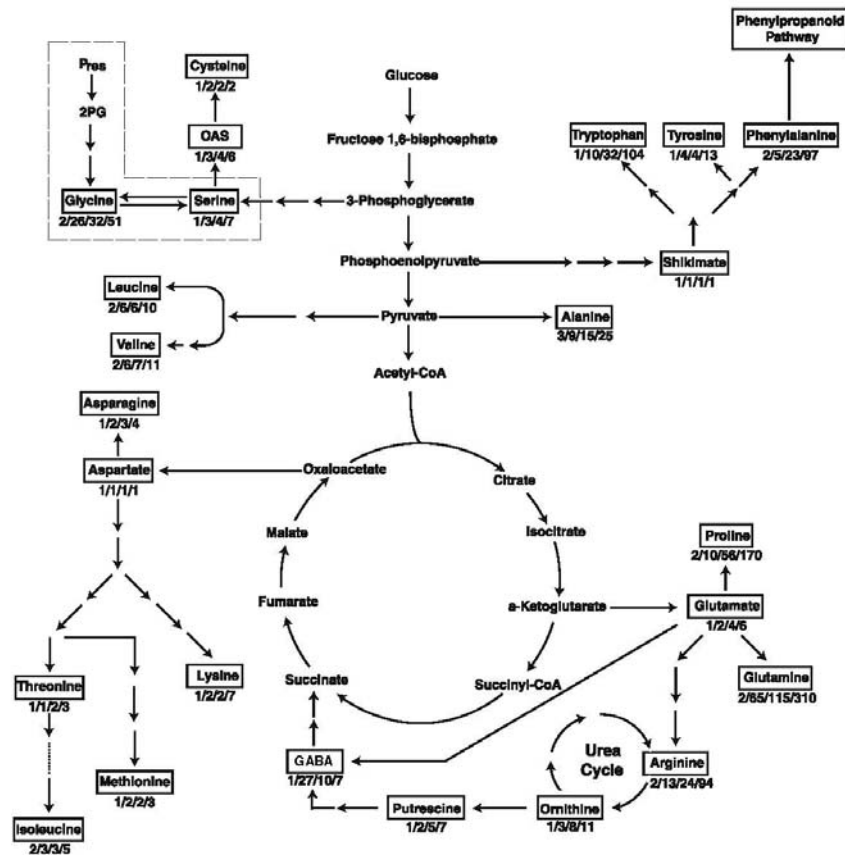 Phenylpropanoid
Pathway
Pres
Cysteine
1/2/2/2
Glucose
2PG
OAS
1/3/4/6
Fructose 1,6-bisphosphate
Tryptophan
1/10/32/104
Tyrosine
1/4/4/13
Phenylalanine
2/5/23/97
Glycine
2/26/32/51
Serine
1/3/4/7
3-Phosphoglycerate
Phosphoenolpyruvate
Shikimate
1/1/1/1
Leucine
2/6/6/10
Pyruvate
Alanine
3/9/15/25
Valine
2/6/7/11
Acetyl-CoA
Asparagine
1/2/3/4
Aspartate
1/1/1/1
Oxaloacetate
Citrate
Malate
Isocitrate
Proline
2/10/56/170
Fumarate
a-Ketoglutarate
Glutamate
1/2/4/6
Threonine
1/1/2/3
Lysine
1/2/2/7
Succinate
Succinyl-CoA
Glutamine
2/65/115/310
Methionine
1/2/2/3
GABA
1/27/10/7
Urea
Cycle
Arginine
2/13/24/94
Isoleucine
2/3/3/5
Putrescine
1/2/5/7
Ornithine
1/3/8/11